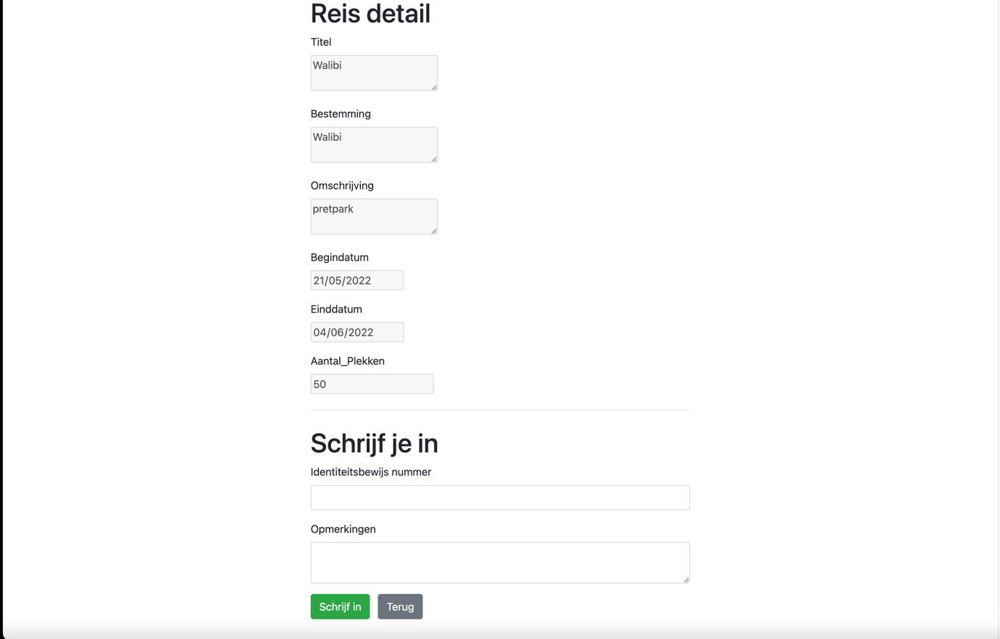 Reis detail
Titel
Walibi
Bestemming
Walibi
Omschrijving
pretpark
Begindatum
21/05/2022
Einddatum
04/06/2022
Aantal_Plekken
50
Schrijf je in
Identiteitsbewijs nummer
Opmerkingen
Schrijf in
Terug